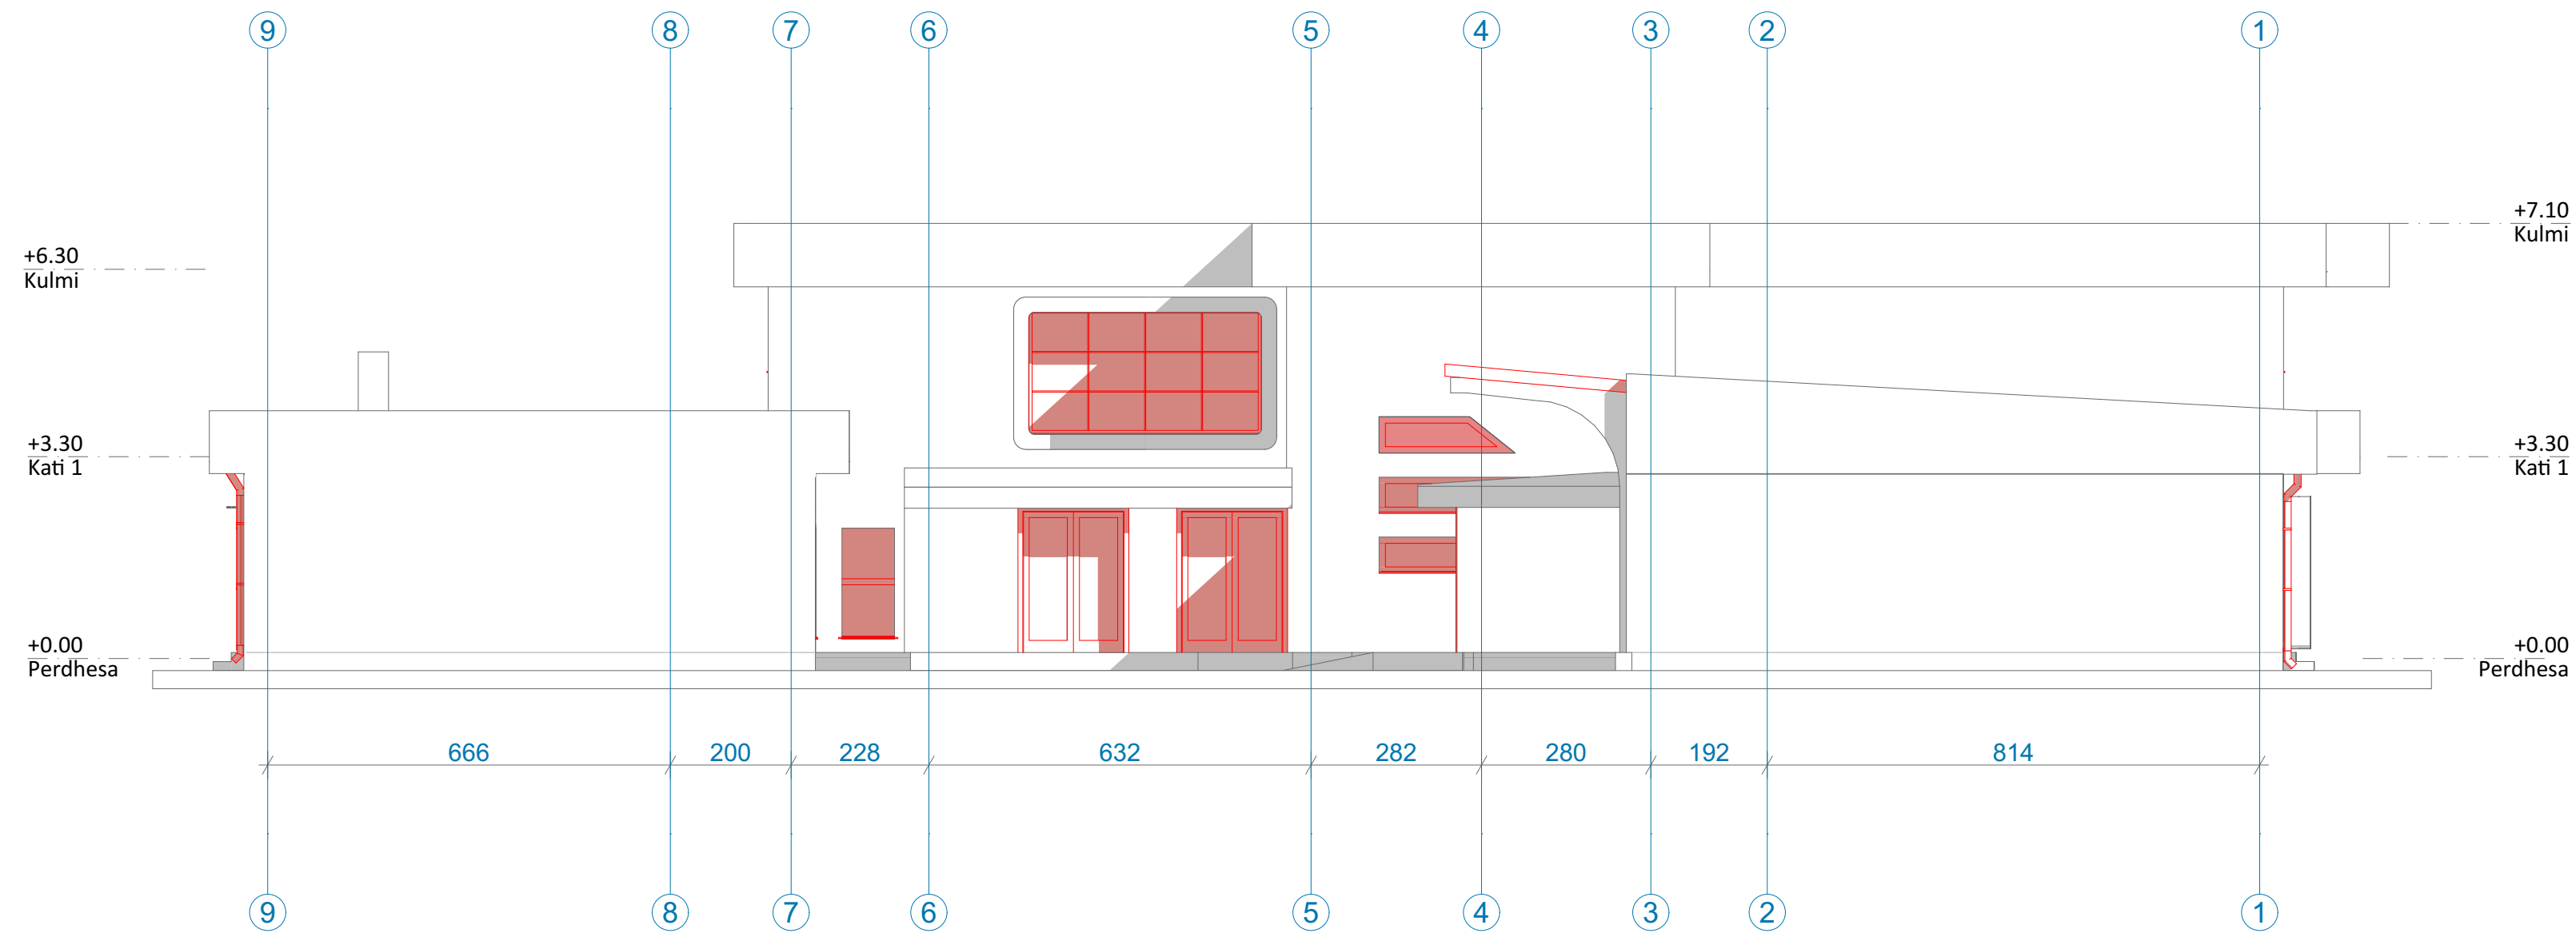 9 8 7 6 5 4 3 2 1
+7.10
Kulmi
+6.30
Kulmi
+3.30
Kati 1
+3.30
Kati 1
+0.00
Perdhesa
+0.00
Perdhesa
666 200 228 632 282 280 192 814
9 8 7 6 5 4 3 2 1